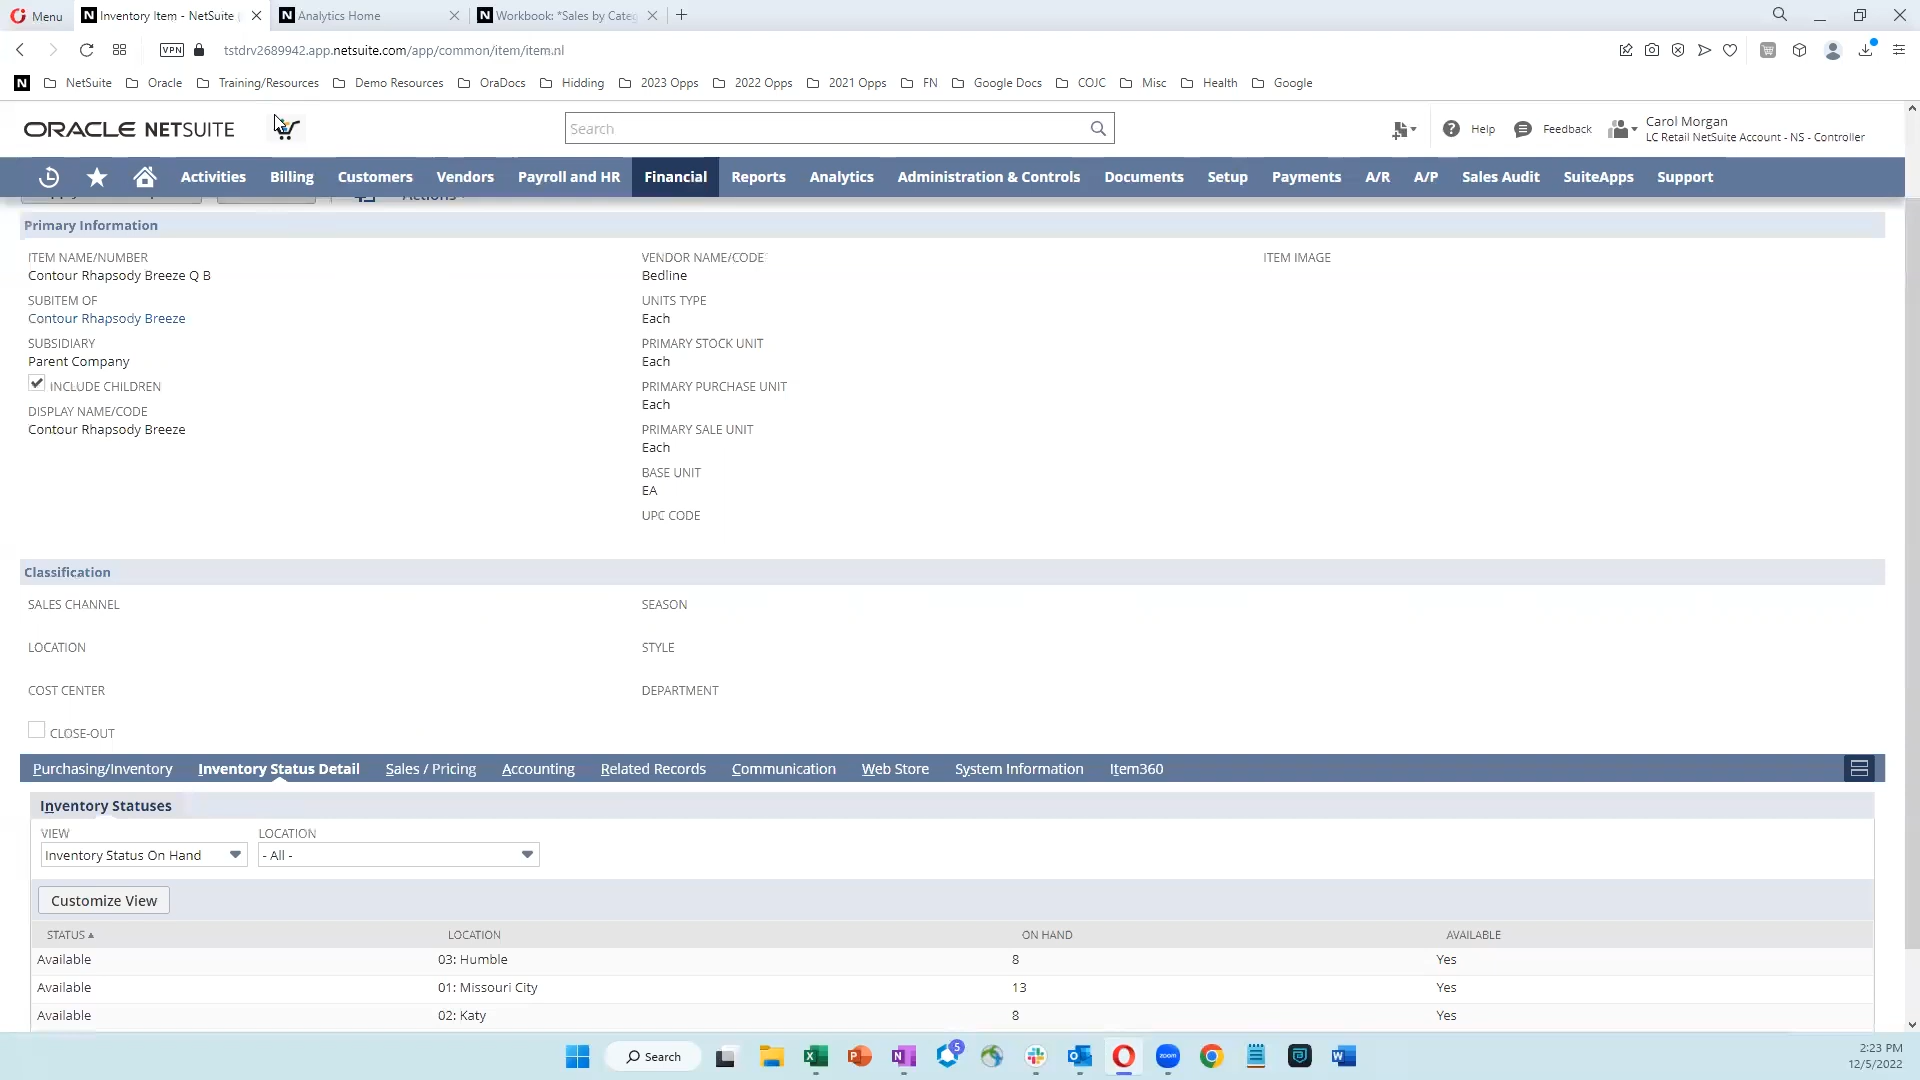 Menu
Inventory Item - NetSuite
Analytics Home
Workbook: *Sales by Categ
VPN
tstdrv2689942.app.netsuite.com/app/common/item/item.nl
N NetSuite Oracle Training/Resources Demo Resources OraDocs Hidding 2023 Opps 2022 Opps 2021 Opps FN Google Docs COJC Misc Health Google
ORACLE NETSUITE
Search
Help
Feedback
Carol Morgan
LC Retail NetSuite Account - NS - Controller
Activities Billing Customers Vendors Payroll and HR Financial Reports Analytics Administration & Controls Documents Setup Payments A/R A/P Sales Audit SuiteApps Support
Actions
Primary Information
ITEM NAME/NUMBER
Contour Rhapsody Breeze Q B
SUBITEM OF
Contour Rhapsody Breeze
SUBSIDIARY
Parent Company
INCLUDE CHILDREN
DISPLAY NAME/CODE
Contour Rhapsody Breeze
VENDOR NAME/CODE
Bedline
UNITS TYPE
Each
PRIMARY STOCK UNIT
Each
PRIMARY PURCHASE UNIT
Each
PRIMARY SALE UNIT
Each
BASE UNIT
EA
UPC CODE
ITEM IMAGE
Classification
SALES CHANNEL
LOCATION
COST CENTER
CLOSE-OUT
SEASON
STYLE
DEPARTMENT
Purchasing/Inventory Inventory Status Detail Sales / Pricing Accounting Related Records Communication Web Store System Information Item360
Inventory Statuses
VIEW LOCATION
Inventory Status On Hand - All -
Customize View
STATUS LOCATION ON HAND AVAILABLE
Available 03: Humble 8 Yes
Available 01: Missouri City 13 Yes
Available 02: Katy 8 Yes
Search
5
zoom
2:23 PM
12/5/2022